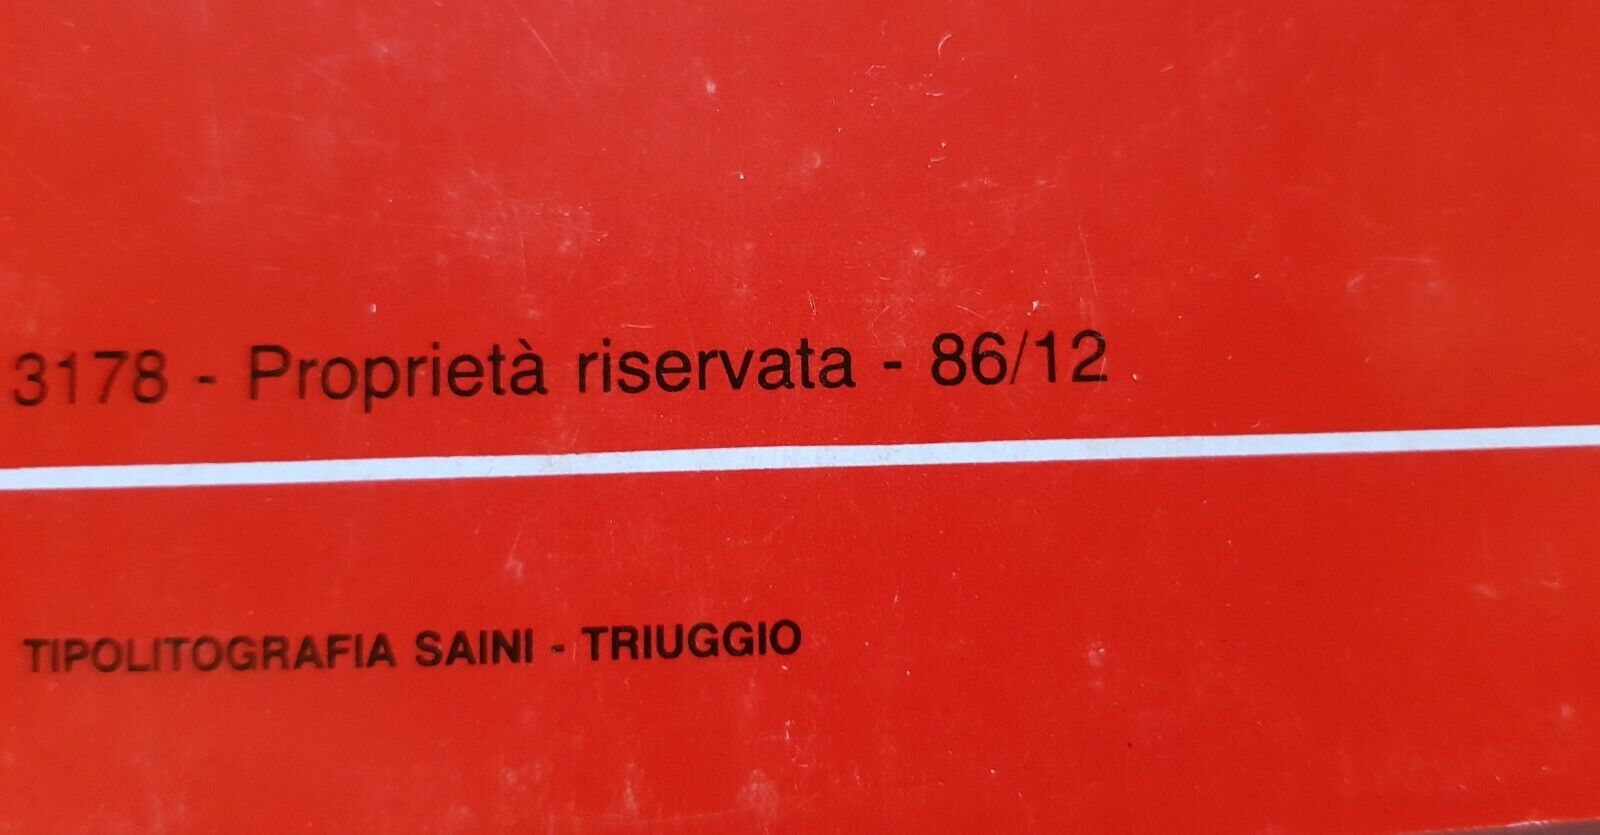 3178 - Proprietà riservata - 86/12
TIPOLITOGRAFIA SAINI - TRIUGGIO